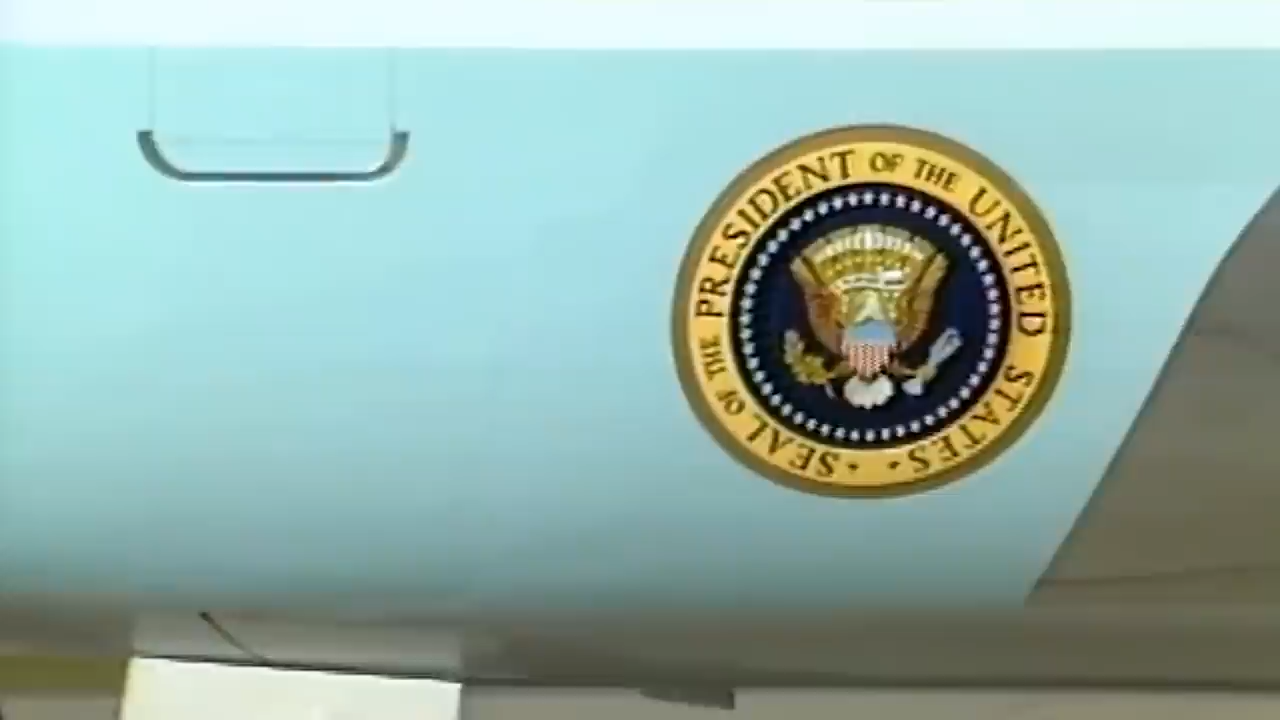 SEAL OF THE PRESIDENT OF THE UNITED STATES